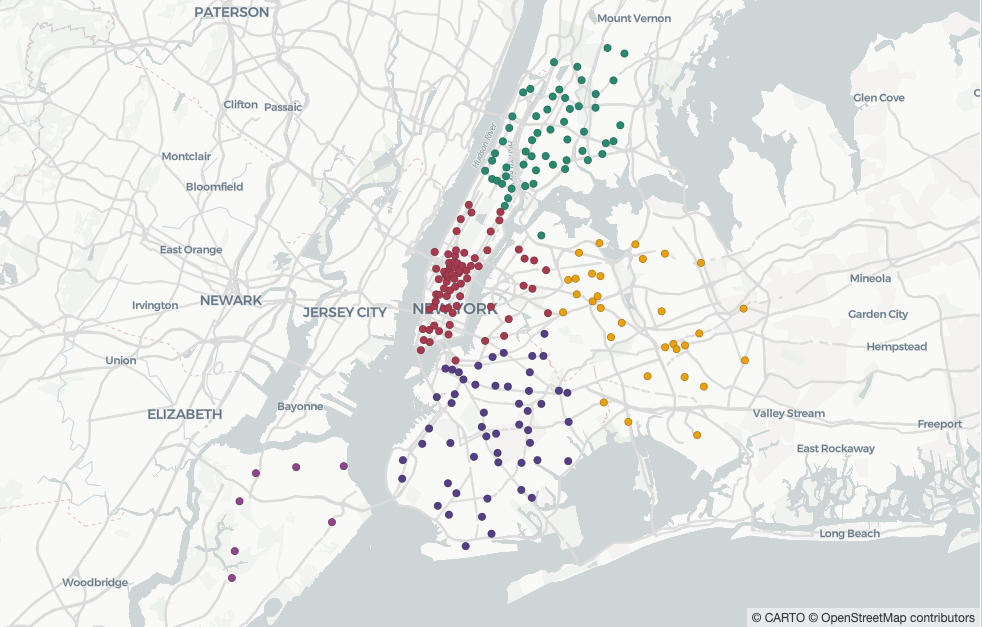 PATERSON
Mount Vernon
Glen Cove
Clifton
Passaic
Hudson River
Montclair
Bloomfield
East Orange
Mineola
NEWARK
Irvington
JERSEY CITY
NEW YORK
Garden City
Union
Hempstead
Bayonne
ELIZABETH
Valley Stream
Freeport
East Rockaway
Long Beach
Woodbridge
© CARTO © OpenStreetMap contributors